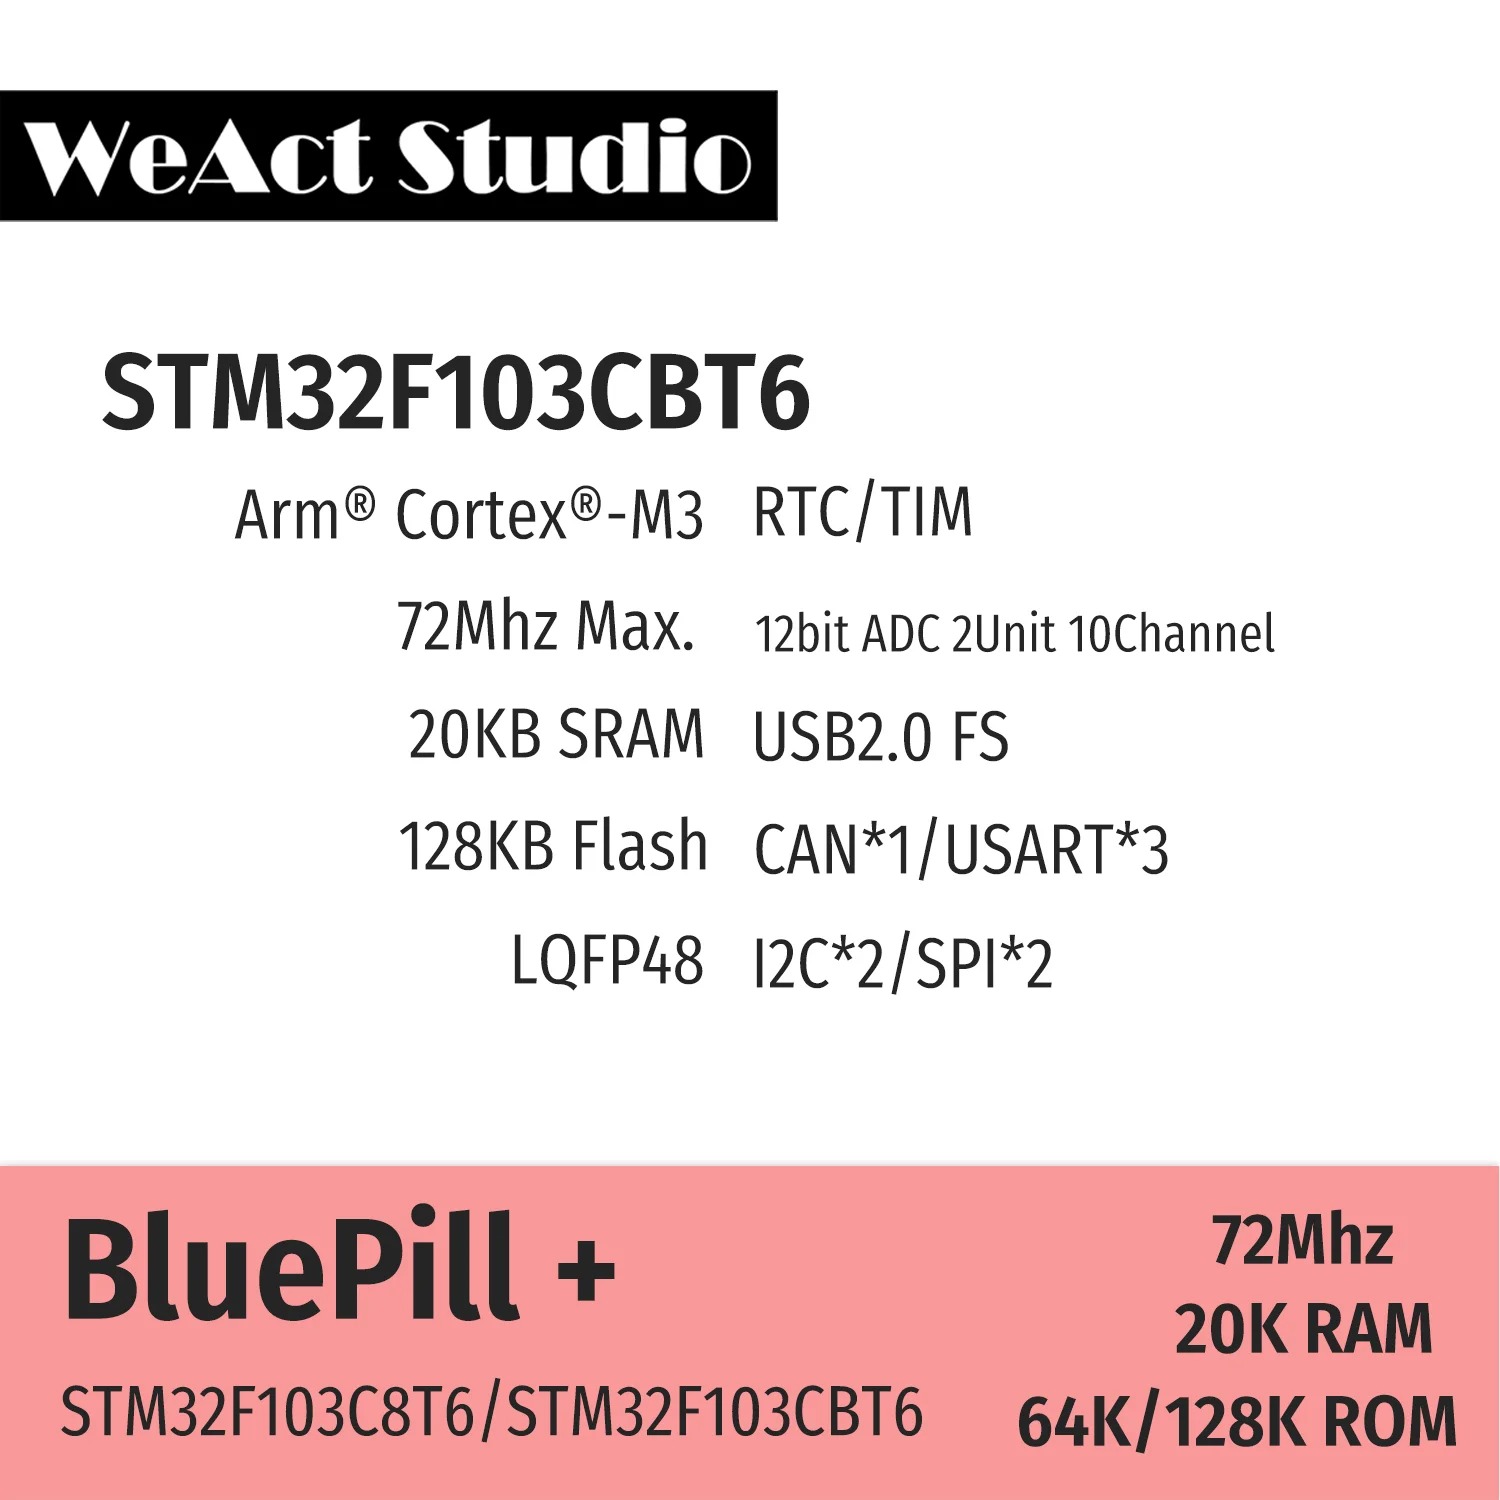 WeAct Studio
STM32F103CBT6
Arm® Cortex®-M3 RTC/TIM
72Mhz Max. 12bit ADC 2Unit 10Channel
20KB SRAM USB2.0 FS
128KB Flash CAN*1/USART*3
LQFP48 I2C*2/SPI*2
BluePill +
STM32F103C8T6/STM32F103CBT6
72Mhz
20K RAM
64K/128K ROM